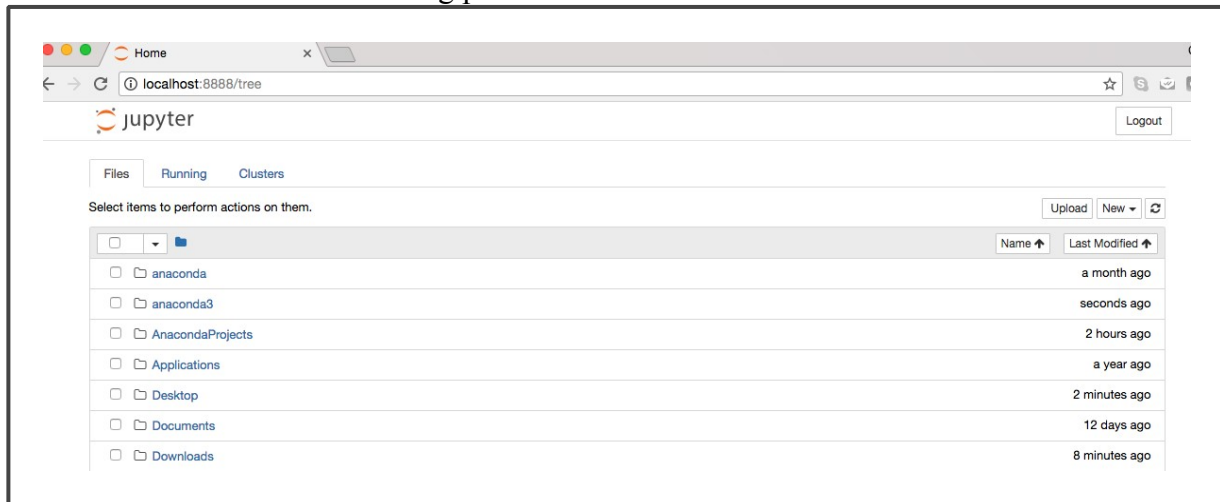 Home
localhost:8888/tree
jupyter
Logout
Files Running Clusters
Select items to perform actions on them.
Upload New
Name Last Modified
anaconda a month ago
anaconda3 seconds ago
AnacondaProjects 2 hours ago
Applications a year ago
Desktop 2 minutes ago
Documents 12 days ago
Downloads 8 minutes ago